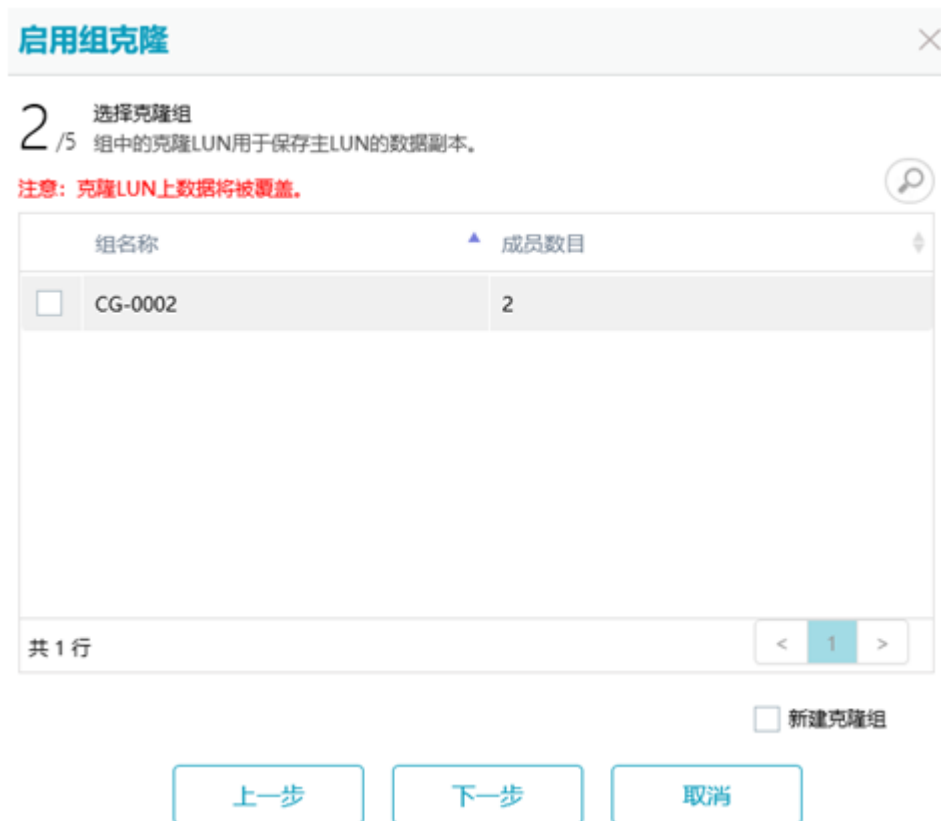 启用组克隆
2/5 选择克隆组
组中的克隆LUN用于保存主LUN的数据副本。
注意：克隆LUN上数据将被覆盖。
组名称 成员数目
CG-0002 2
共 1 行 < 1 >
新建克隆组
上一步 下一步 取消